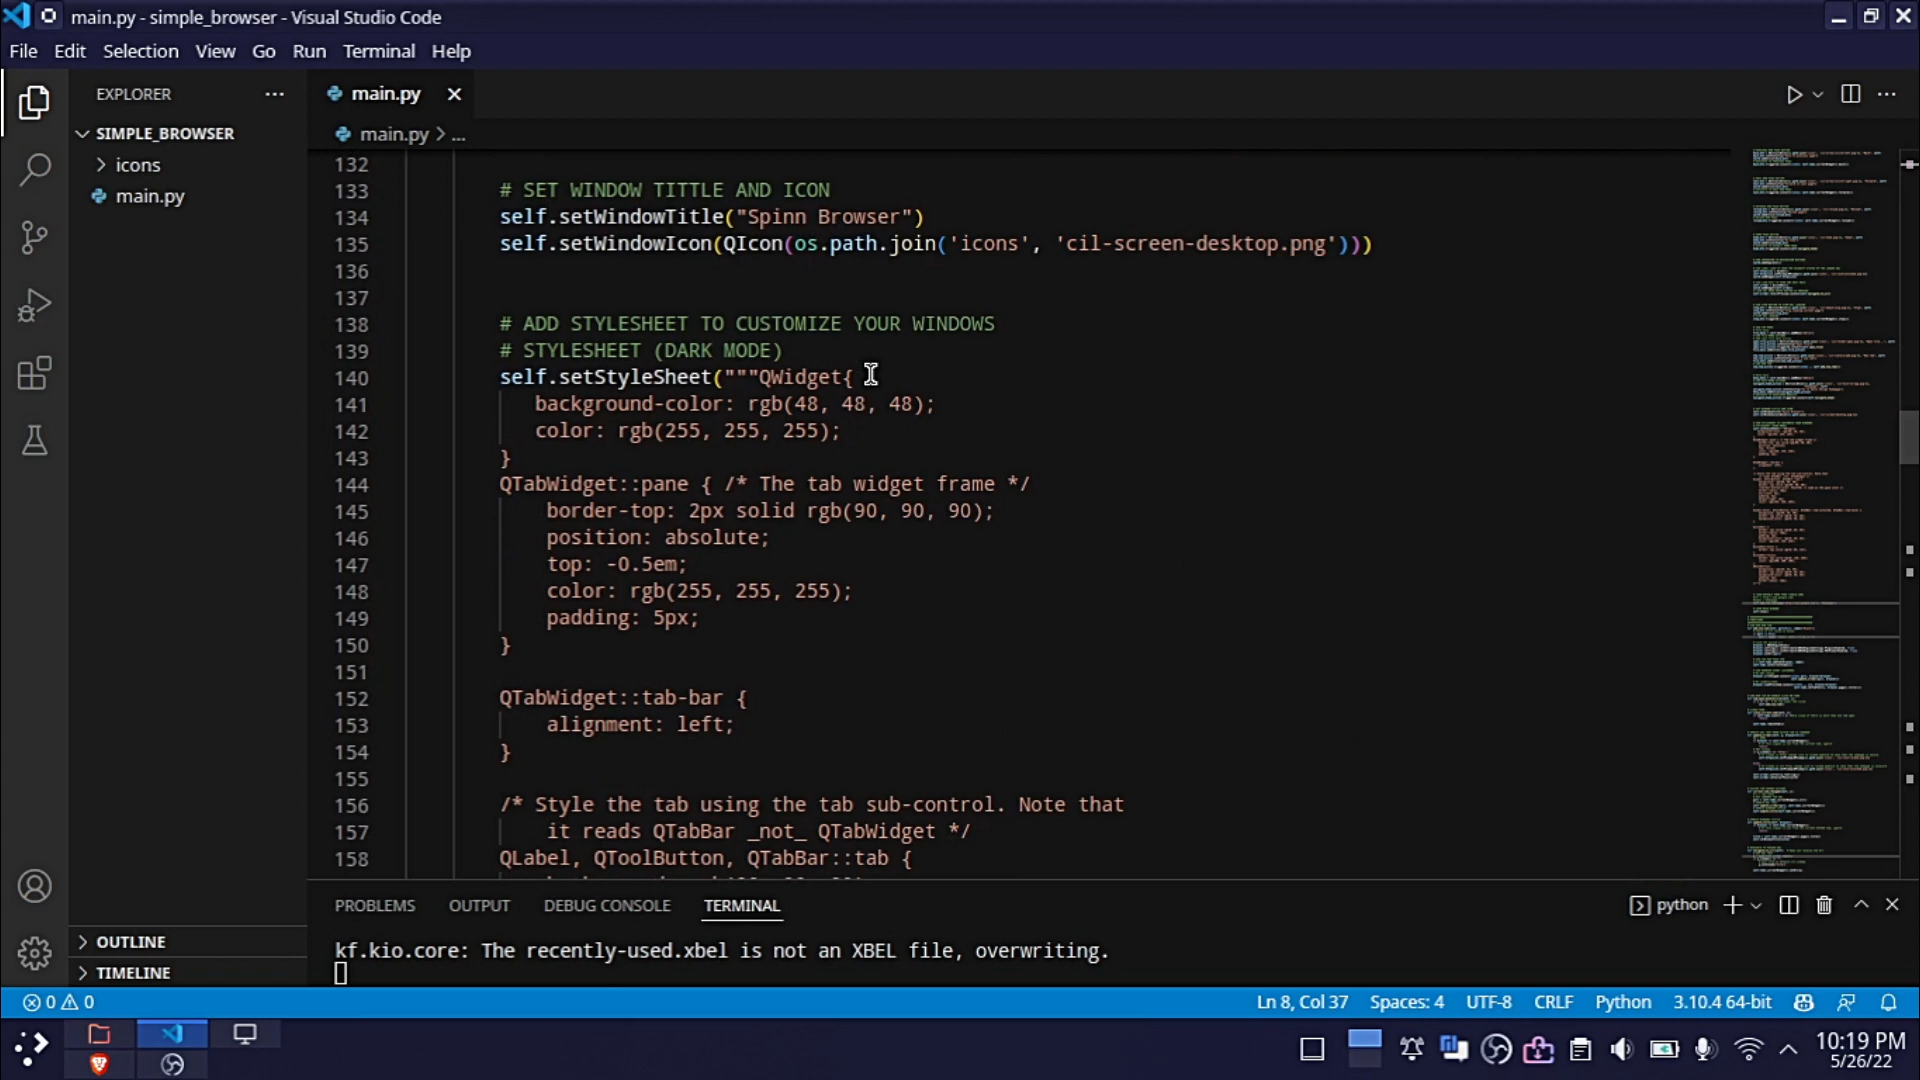 main.py - simple_browser - Visual Studio Code
File Edit Selection View Go Run Terminal Help
EXPLORER
SIMPLE_BROWSER
icons
main.py
main.py
main.py > ...
132
133 # SET WINDOW TITTLE AND ICON
134 self.setWindowTitle("Spinn Browser")
135 self.setWindowIcon(QIcon(os.path.join('icons', 'cil-screen-desktop.png')))
136
137
138 # ADD STYLESHEET TO CUSTOMIZE YOUR WINDOWS
139 # STYLESHEET (DARK MODE)
140 self.setStyleSheet("""QWidget{
141 background-color: rgb(48, 48, 48);
142 color: rgb(255, 255, 255);
143 }
144 QTabWidget::pane { /* The tab widget frame */
145 border-top: 2px solid rgb(90, 90, 90);
146 position: absolute;
147 top: -0.5em;
148 color: rgb(255, 255, 255);
149 padding: 5px;
150 }
151
152 QTabWidget::tab-bar {
153 alignment: left;
154 }
155
156 /* Style the tab using the tab sub-control. Note that
157 it reads QTabBar _not_ QTabWidget */
158 QLabel, QToolButton, QTabBar::tab {
OUTLINE
TIMELINE
PROBLEMS OUTPUT DEBUG CONSOLE TERMINAL
python
kf.kio.core: The recently-used.xbel is not an XBEL file, overwriting.
0 0
Ln 8, Col 37 Spaces: 4 UTF-8 CRLF Python 3.10.4 64-bit
10:19 PM
5/26/22